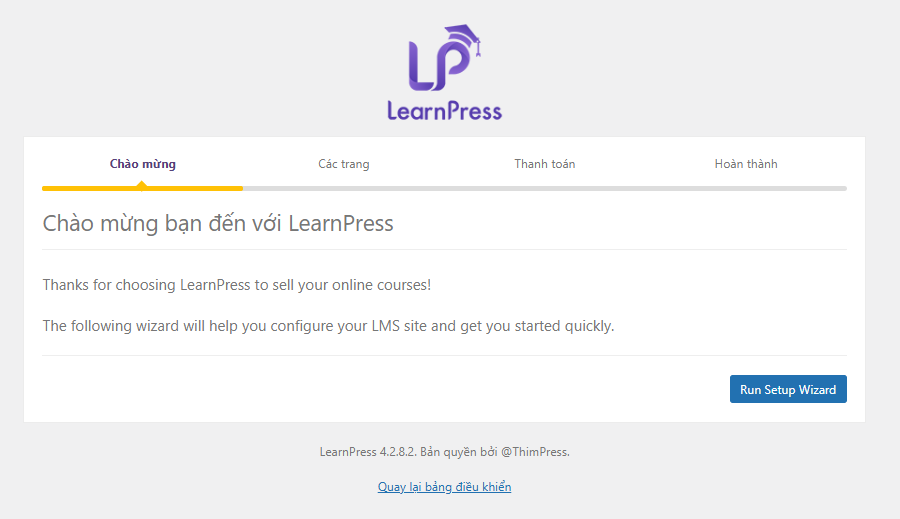 LP
LearnPress
Chào mừng
Các trang
Thanh toán
Hoàn thành
Chào mừng bạn đến với LearnPress
Thanks for choosing LearnPress to sell your online courses!
The following wizard will help you configure your LMS site and get you started quickly.
Run Setup Wizard
LearnPress 4.2.8.2. Bản quyền bởi @ThimPress.
Quay lại bảng điều khiển